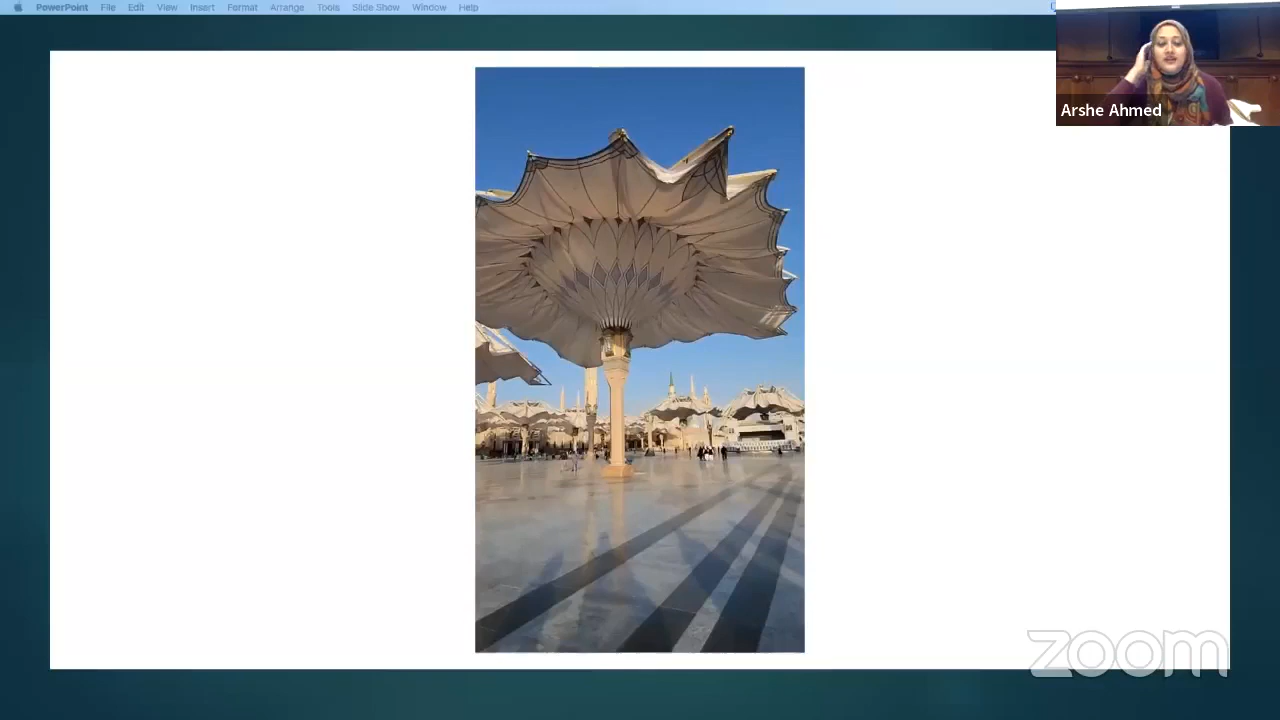 PowerPoint File Edit View Insert Format Arrange Tools Slide Show Window Help
Arshe Ahmed
zoom